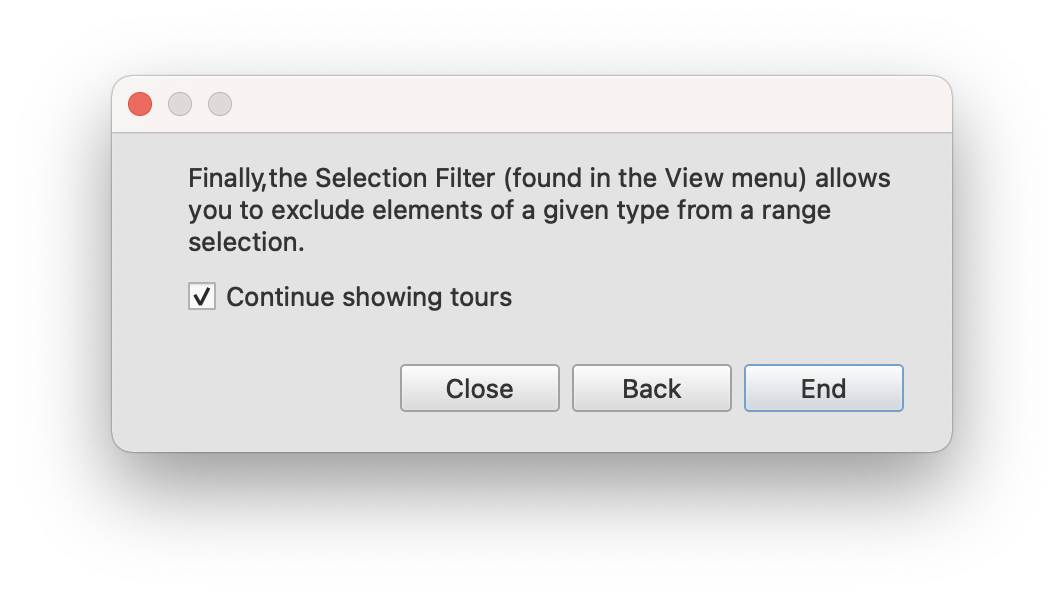 Finally,the Selection Filter (found in the View menu) allows
you to exclude elements of a given type from a range
selection.
Continue showing tours
Close Back End